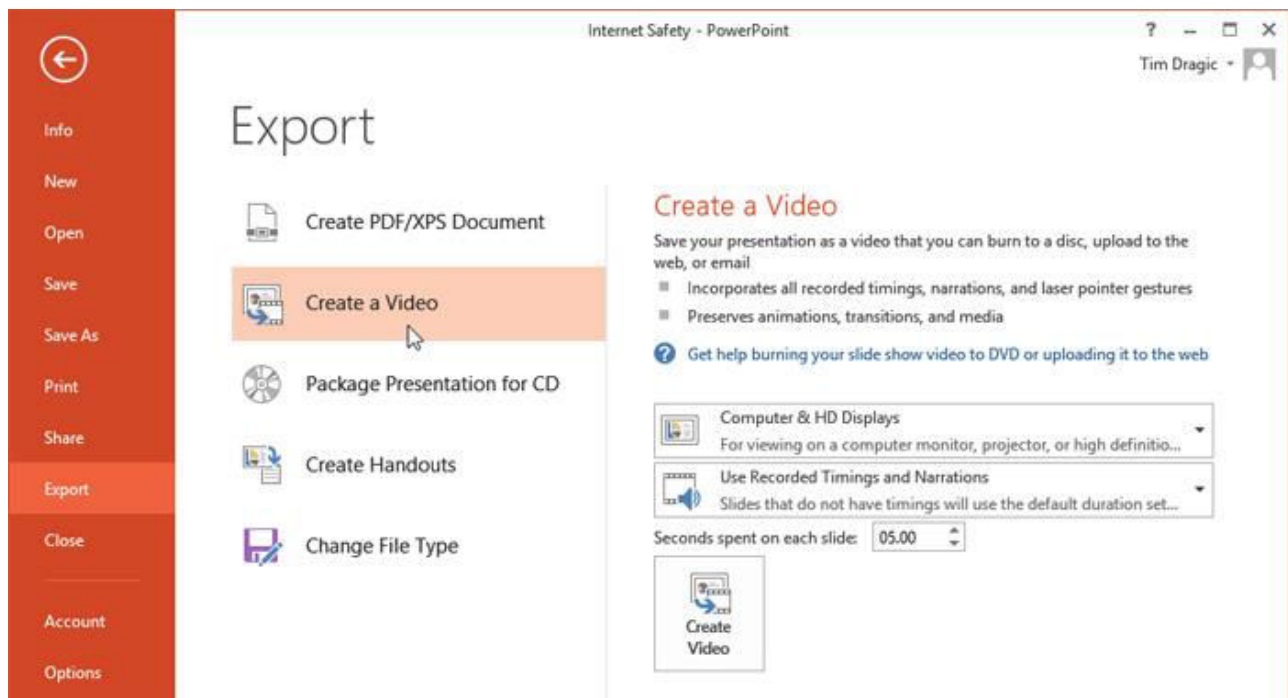 Internet Safety - PowerPoint
?
Tim Dragic
Info
New
Open
Save
Save As
Print
Share
Export
Close
Account
Options
Export
Create PDF/XPS Document
Create a Video
Package Presentation for CD
Create Handouts
Change File Type
Create a Video
Save your presentation as a video that you can burn to a disc, upload to the
web, or email
Incorporates all recorded timings, narrations, and laser pointer gestures
Preserves animations, transitions, and media
? Get help burning your slide show video to DVD or uploading it to the web
Computer & HD Displays
For viewing on a computer monitor, projector, or high definitio...
Use Recorded Timings and Narrations
Slides that do not have timings will use the default duration set...
Seconds spent on each slide: 05.00
Create
Video